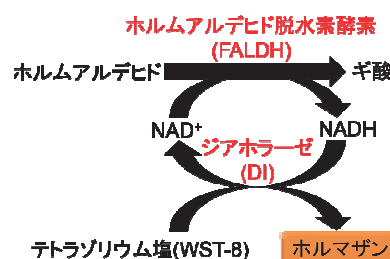 ホルムアルデヒド脱水素酵素
(FALDH)
ホルムアルデヒド
ギ酸
NAD⁺
NADH
ジアホラーゼ
(DI)
テトラゾリウム塩(WST-8)
ホルマザン